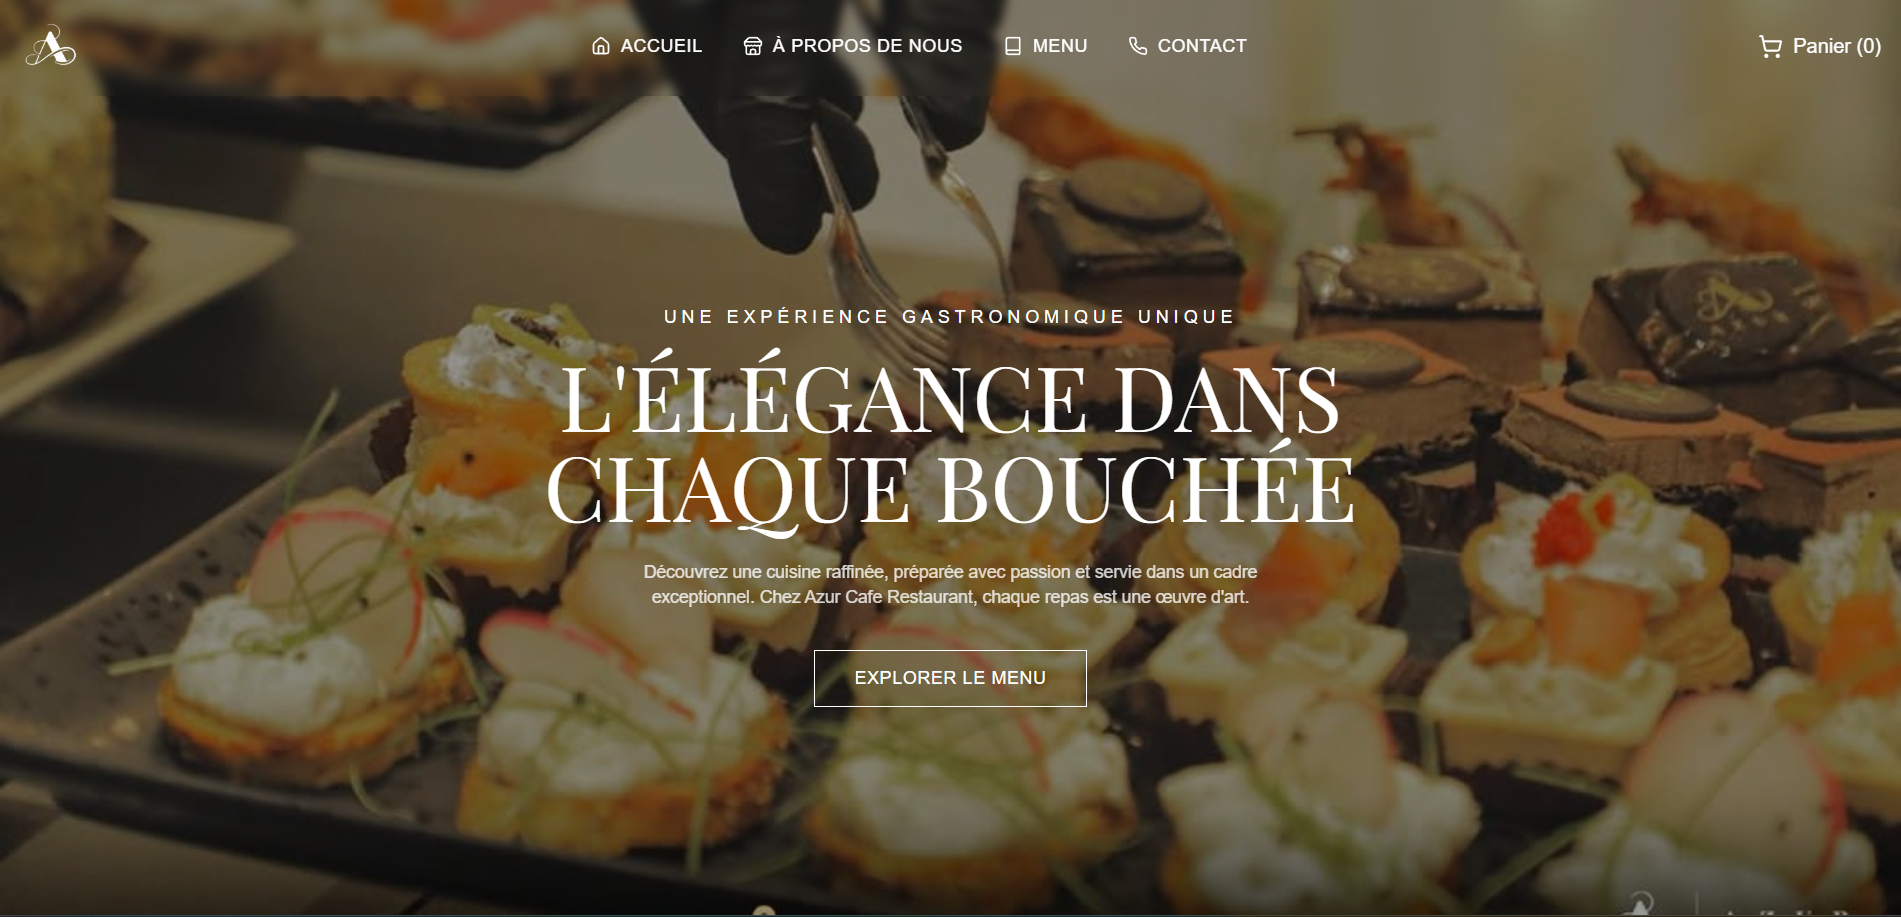 ACCUEIL
À PROPOS DE NOUS
MENU
CONTACT
Panier (0)
UNE EXPÉRIENCE GASTRONOMIQUE UNIQUE
L'ÉLÉGANCE DANS
CHAQUE BOUCHÉE
Découvrez une cuisine raffinée, préparée avec passion et servie dans un cadre
exceptionnel. Chez Azur Cafe Restaurant, chaque repas est une œuvre d'art.
EXPLORER LE MENU